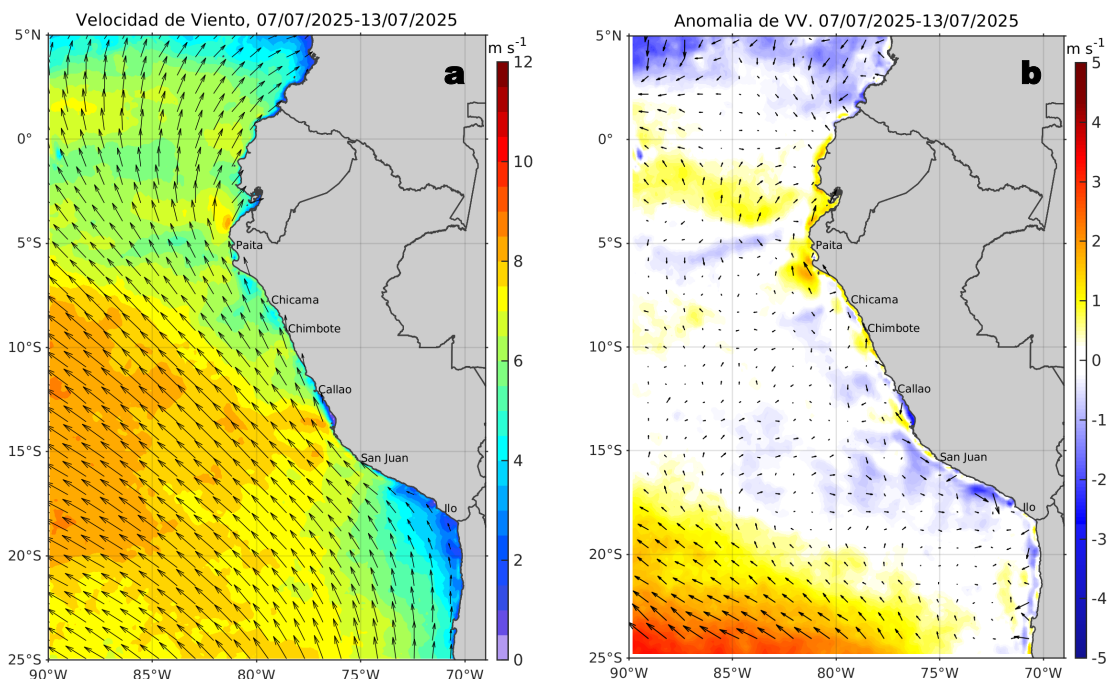 Velocidad de Viento, 07/07/2025-13/07/2025
5°N
0°
5°S
10°S
15°S
20°S
25°S
90°W
85°W
80°W
75°W
70°W
a
Paita
Chicama
Chimbote
Callao
San Juan
Ilo
m s-1
12
10
8
6
4
2
0
Anomalia de VV. 07/07/2025-13/07/2025
5°N
0°
5°S
10°S
15°S
20°S
25°S
90°W
85°W
80°W
75°W
70°W
b
Paita
Chicama
Chimbote
Callao
San Juan
Ilo
m s-1
5
4
3
2
1
0
-1
-2
-3
-4
-5